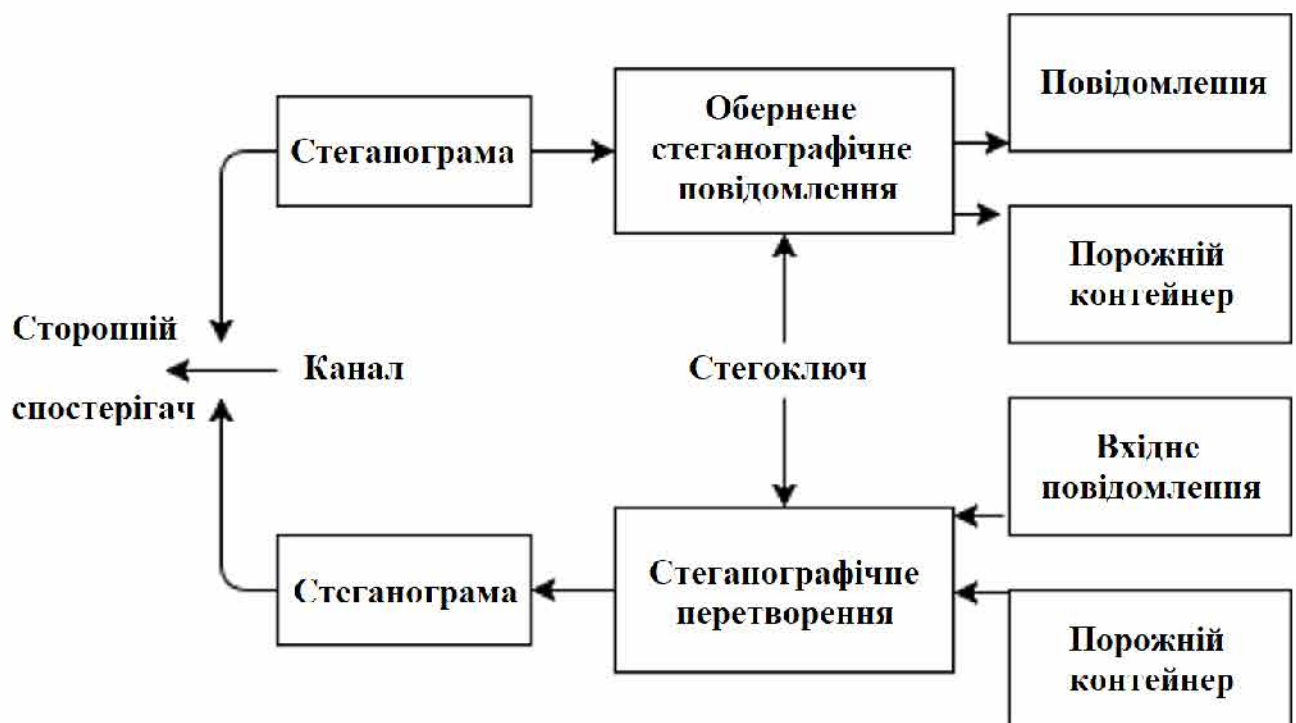 Повідомлення
Обернене
стеганографічне
повідомлення
Стеганограма
Порожній
контейнер
Сторонній
спостерігач
Канал
Стегоключ
Вхідне
повідомлення
Стеганографічне
перетворення
Стеганограма
Порожній
контейнер